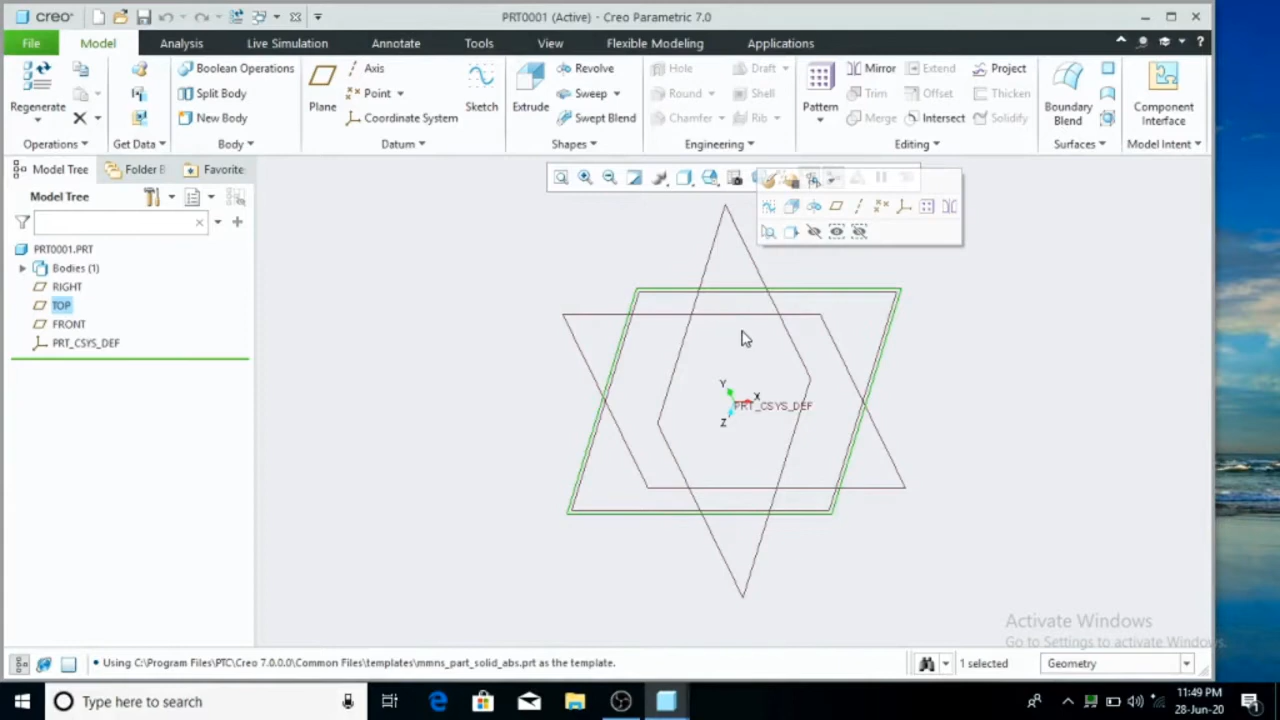 creo
PRT0001 (Active) - Creo Parametric 7.0
File
Model
Analysis
Live Simulation
Annotate
Tools
View
Flexible Modeling
Applications
Regenerate
Operations
Get Data
Boolean Operations
Split Body
New Body
Body
Plane
Axis
Point
Coordinate System
Sketch
Datum
Extrude
Revolve
Sweep
Swept Blend
Shapes
Hole
Round
Chamfer
Draft
Shell
Rib
Engineering
Pattern
Mirror
Trim
Merge
Extend
Offset
Intersect
Project
Thicken
Solidify
Editing
Boundary
Blend
Surfaces
Component
Interface
Model Intent
Model Tree
Folder B
Favorite
Model Tree
PRT0001.PRT
Bodies (1)
RIGHT
TOP
FRONT
PRT_CSYS_DEF
Y
X
PRT_CSYS_DEF
Z
Activate Windows
Go to Settings to activate Windows.
• Using C:\Program Files\PTC\Creo 7.0.0.0\Common Files\templates\mmns_part_solid_abs.prt as the template.
1 selected
Geometry
Type here to search
11:49 PM
28-Jun-20
1